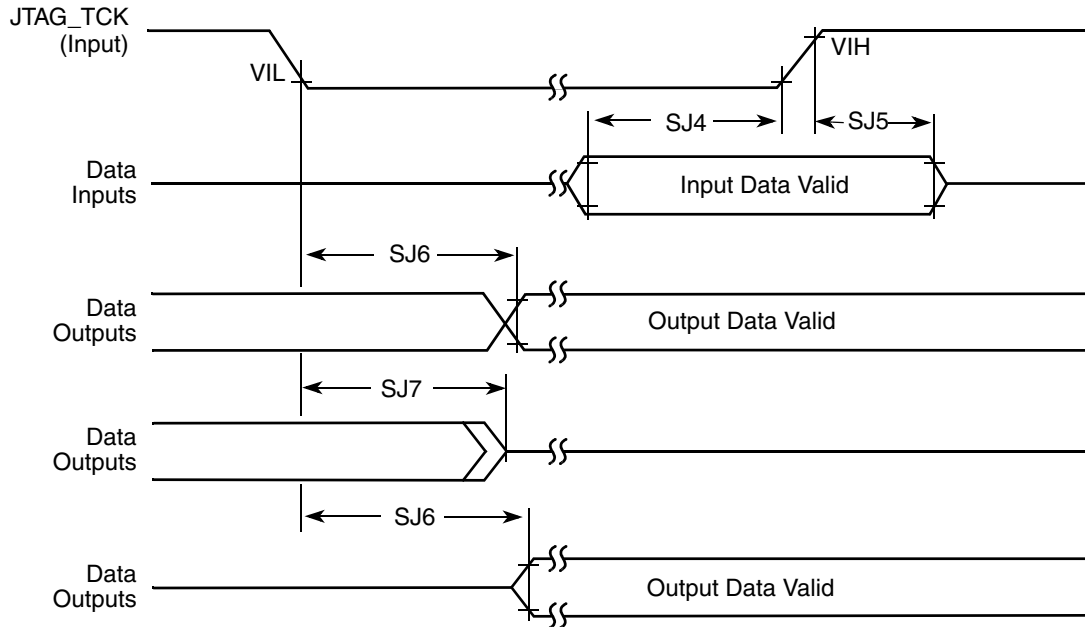 JTAG_TCK
(Input)
VIL
VIH
SJ4
SJ5
Data
Inputs
Input Data Valid
SJ6
Data
Outputs
Output Data Valid
SJ7
Data
Outputs
SJ6
Data
Outputs
Output Data Valid